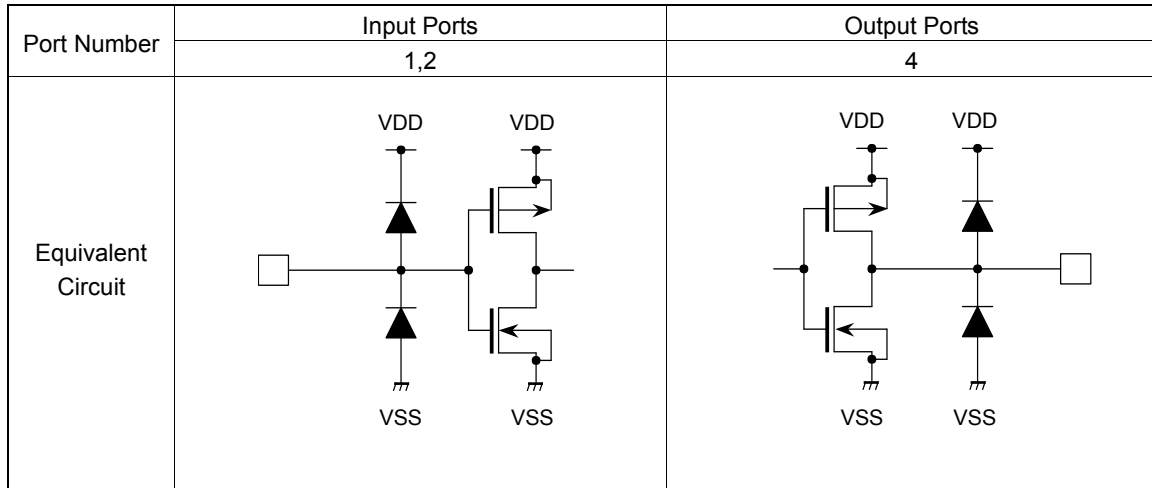 Port Number
Input Ports
Output Ports
1,2
4
Equivalent
Circuit
VDD VDD
VSS VSS
VDD VDD
VSS VSS